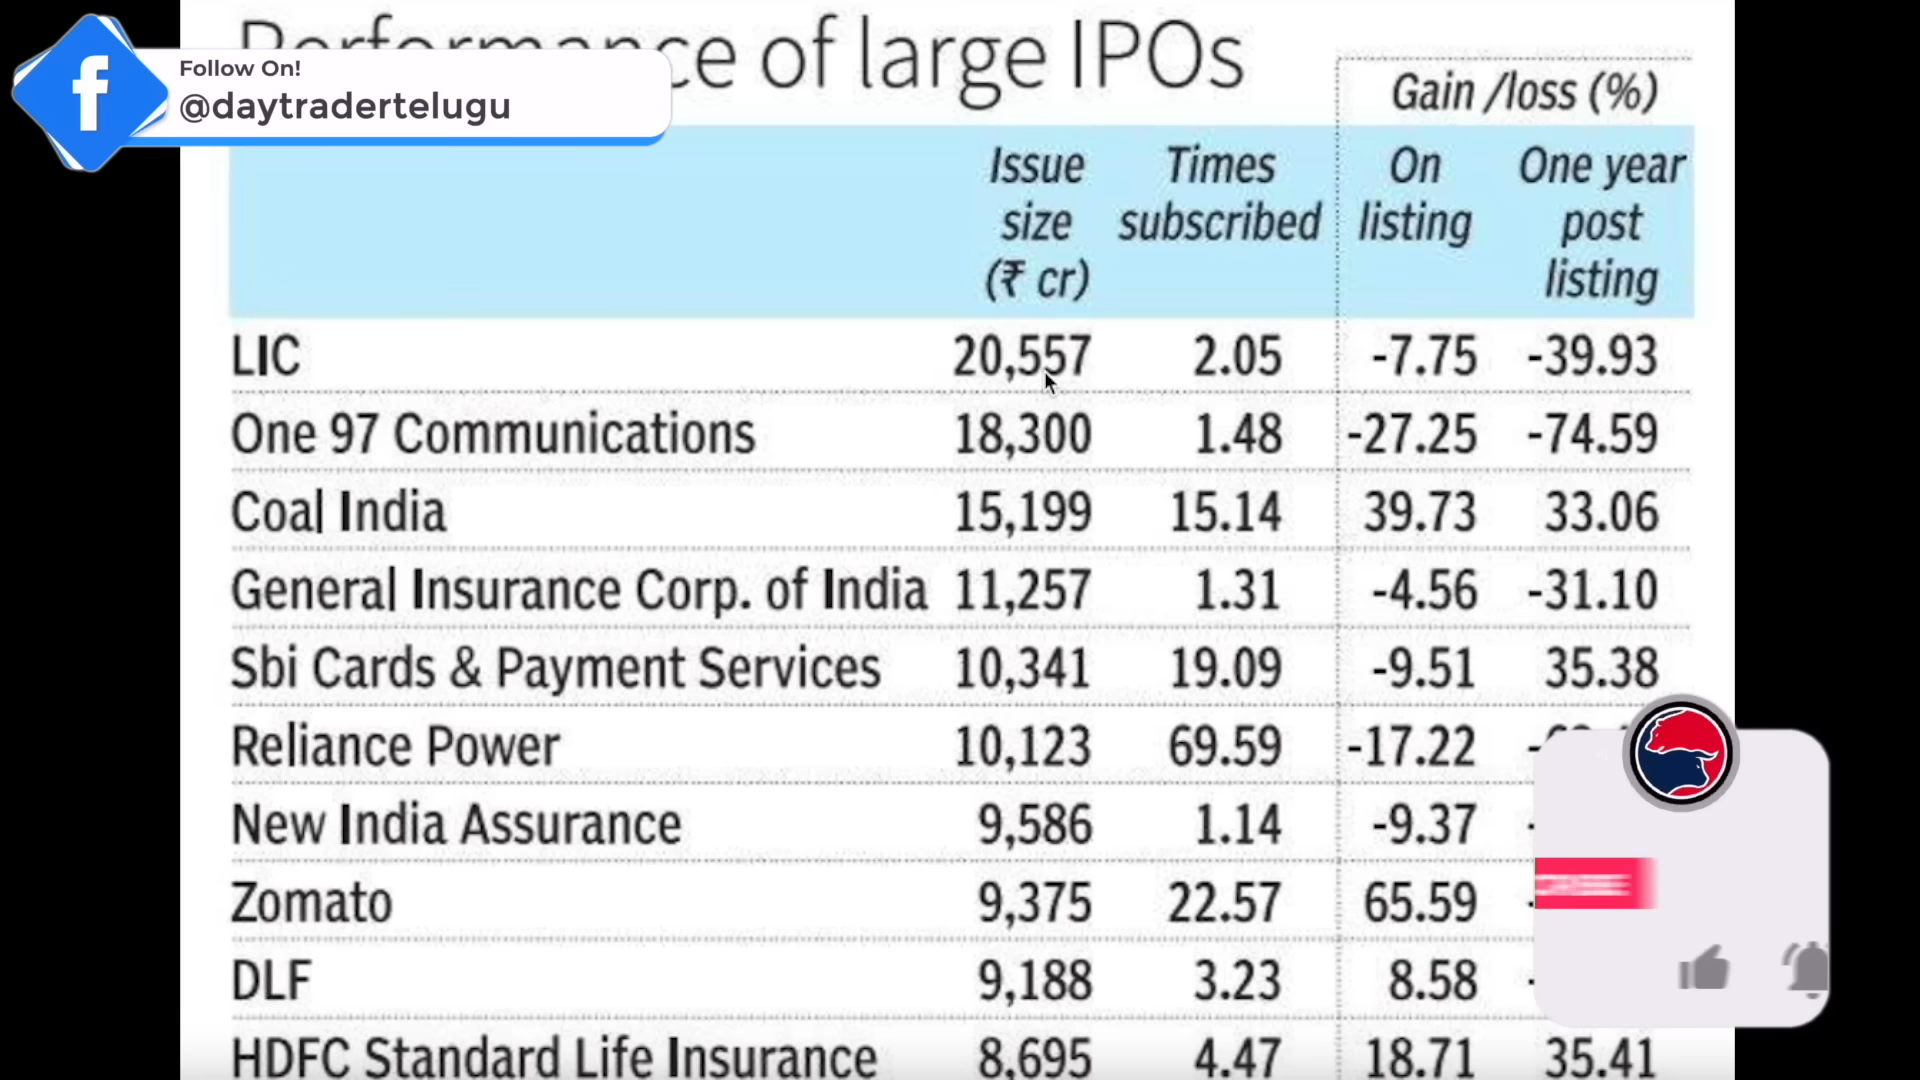 Performance of large IPOs
Follow On!
@daytradertelugu
Gain /loss (%)
Issue size (₹ cr) Times subscribed On listing One year post listing
LIC 20,557 2.05 -7.75 -39.93
One 97 Communications 18,300 1.48 -27.25 -74.59
Coal India 15,199 15.14 39.73 33.06
General Insurance Corp. of India 11,257 1.31 -4.56 -31.10
Sbi Cards & Payment Services 10,341 19.09 -9.51 35.38
Reliance Power 10,123 69.59 -17.22
New India Assurance 9,586 1.14 -9.37
Zomato 9,375 22.57 65.59
DLF 9,188 3.23 8.58
HDFC Standard Life Insurance 8,695 4.47 18.71 35.41